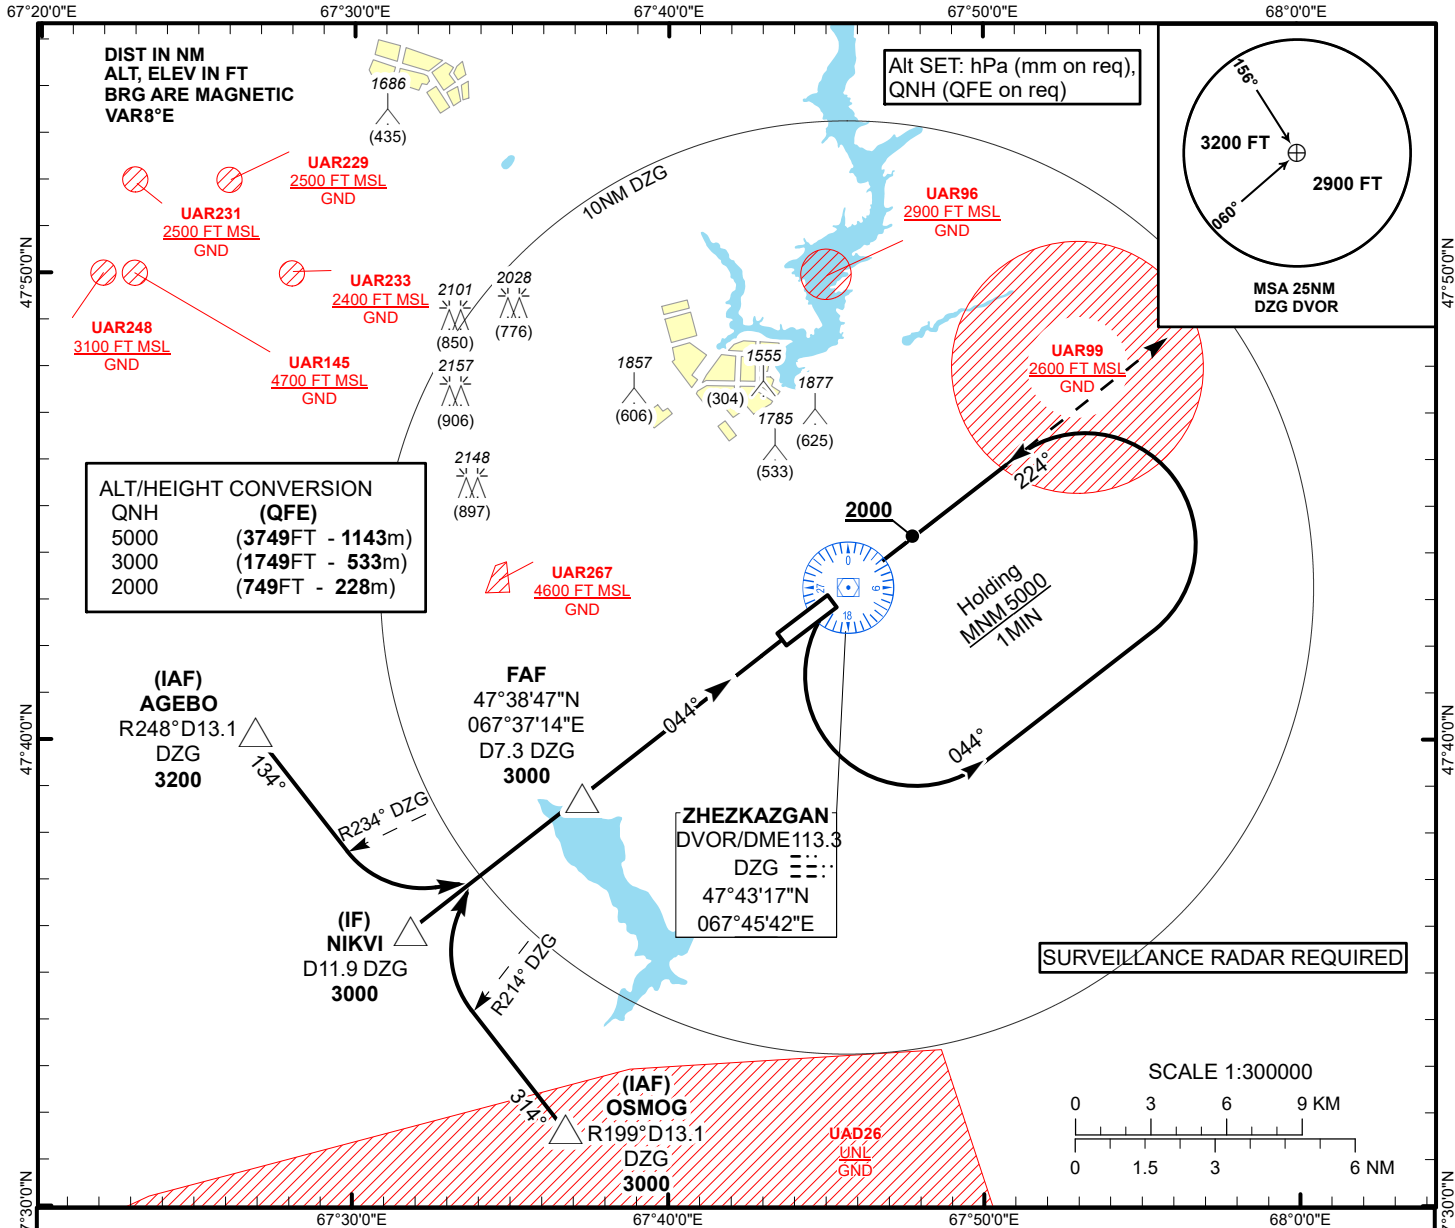 67°20'0"E
67°30'0"E
67°40'0"E
67°50'0"E
68°0'0"E
DIST IN NM
ALT, ELEV IN FT
BRG ARE MAGNETIC
VAR8°E
1686
(435)
Alt SET: hPa (mm on req),
QNH (QFE on req)
156°
3200 FT
2900 FT
060°
MSA 25NM
DZG DVOR
UAR229
2500 FT MSL
GND
UAR231
2500 FT MSL
GND
10NM DZG
UAR96
2900 FT MSL
GND
47°50'0"N
47°50'0"N
UAR233
2400 FT MSL
GND
UAR248
3100 FT MSL
GND
UAR145
4700 FT MSL
GND
2101
(850)
2028
(776)
2157
(906)
1857
(606)
1555
(304)
1877
(625)
1785
(533)
UAR99
2600 FT MSL
GND
2148
(897)
224°
ALT/HEIGHT CONVERSION
QNH (QFE)
5000 (3749FT - 1143m)
3000 (1749FT - 533m)
2000 (749FT - 228m)
2000
UAR267
4600 FT MSL
GND
0
9
18
27
Holding
MNM 5000
1MIN
(IAF)
AGEBO
R248°D13.1
DZG
3200
134°
FAF
47°38'47"N
067°37'14"E
D7.3 DZG
3000
044°
044°
47°40'0"N
47°40'0"N
R234° DZG
ZHEZKAZGAN
DVOR/DME113.3
DZG
47°43'17"N
067°45'42"E
(IF)
NIKVI
D11.9 DZG
3000
R214° DZG
SURVEILLANCE RADAR REQUIRED
314°
(IAF)
OSMOG
R199°D13.1
DZG
3000
UAD26
UNL
GND
SCALE 1:300000
0 3 6 9 KM
0 1.5 3 6 NM
7°30'0"N
7°30'0"N
67°30'0"E
67°40'0"E
67°50'0"E
68°0'0"E